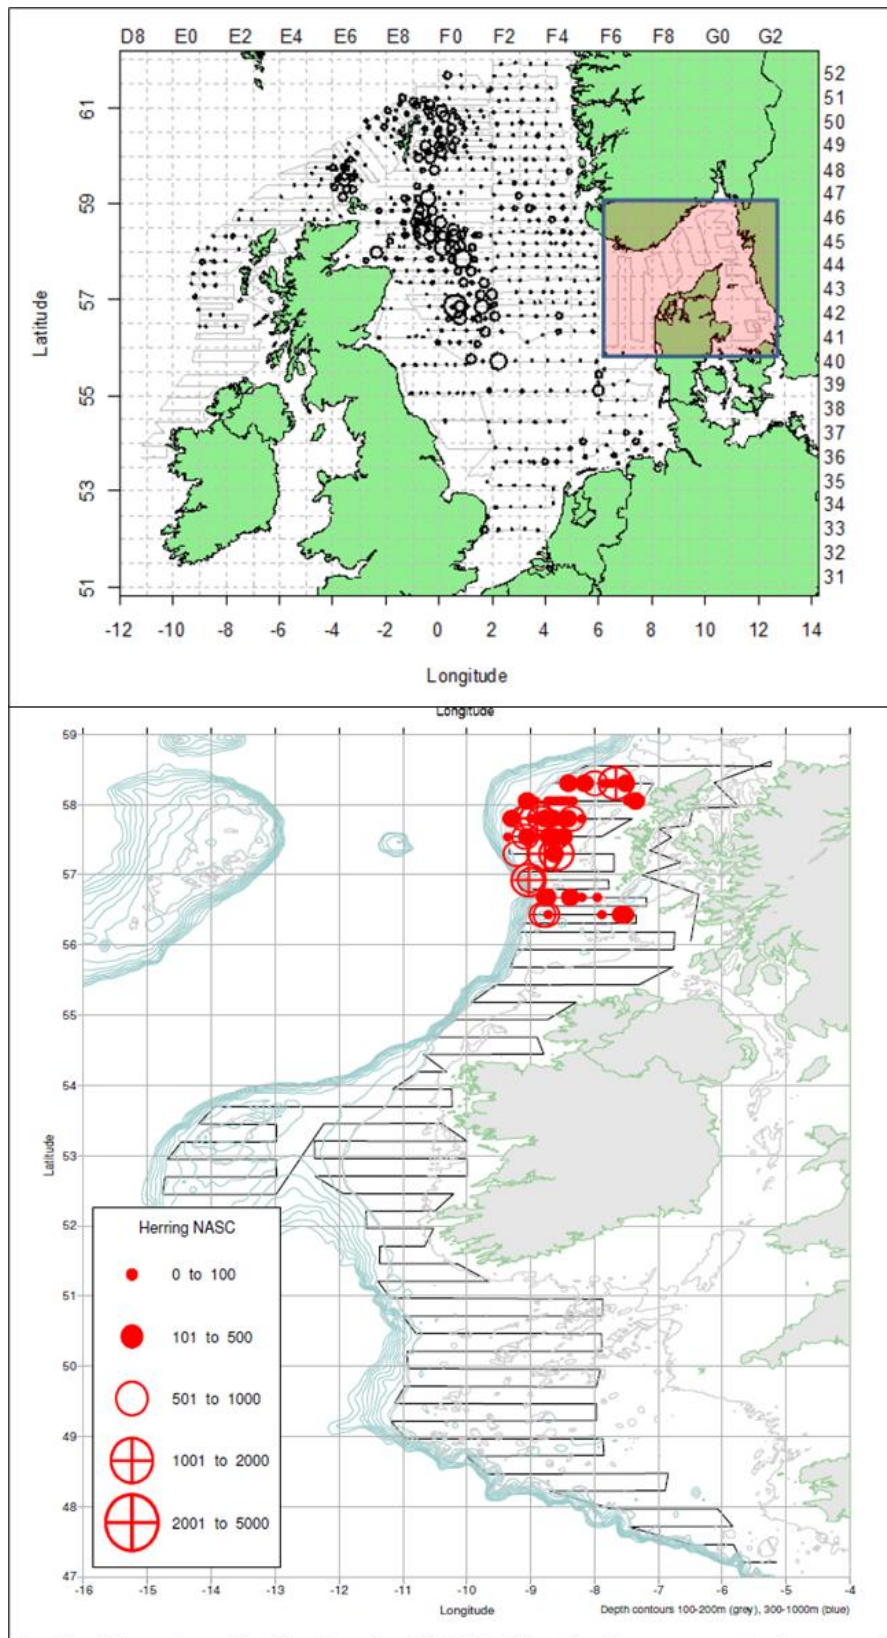 D8 E0 E2 E4 E6 E8 F0 F2 F4 F6 F8 G0 G2
52
51
50
49
48
47
46
45
44
43
42
41
40
39
38
37
36
35
34
33
32
31
61
59
57
55
53
51
Latitude
-12 -10 -8 -6 -4 -2 0 2 4 6 8 10 12 14
Longitude
Longitude
59
58
57
56
55
54
53
52
51
50
49
48
47
Latitude
Herring NASC
0 to 100
101 to 500
501 to 1000
1001 to 2000
2001 to 5000
-16 -15 -14 -13 -12 -11 -10 -9 -8 -7 -6 -5 -4
Longitude
Depth contours 100-200m (grey), 300-1000m (blue)